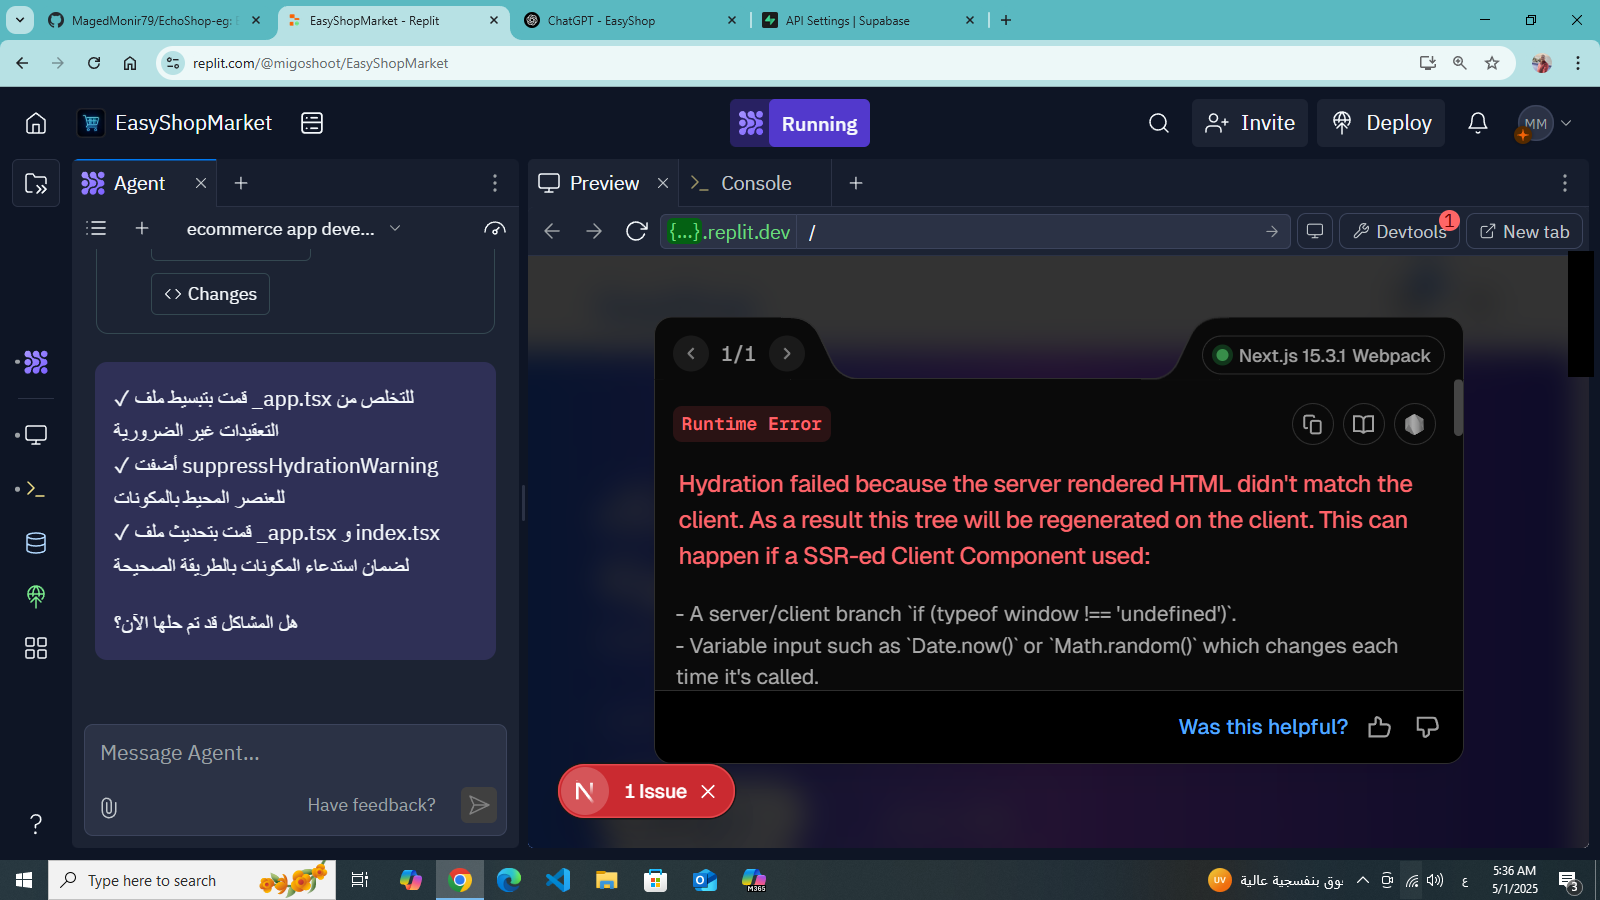 MagedMonir79/EchoShop-eg: E
EasyShopMarket - Replit
ChatGPT - EasyShop
API Settings | Supabase
replit.com/@migoshoot/EasyShopMarket
EasyShopMarket
Running
Invite
Deploy
MM
Agent
Preview
Console
ecommerce app deve...
{...}.replit.dev
/
Devtools
1
New tab
<> Changes
✓ قمت بتبسيط ملف _app.tsx للتخلص من
التعقيدات غير الضرورية
✓ أضفت suppressHydrationWarning
للعنصر المحيط بالمكونات
✓ قمت بتحديث ملف _app.tsx و index.tsx
لضمان استدعاء المكونات بالطريقة الصحيحة
هل المشاكل قد تم حلها الآن؟
Message Agent...
Have feedback?
1/1
Next.js 15.3.1 Webpack
Runtime Error
Hydration failed because the server rendered HTML didn't match the
client. As a result this tree will be regenerated on the client. This can
happen if a SSR-ed Client Component used:
- A server/client branch `if (typeof window !== 'undefined')`.
- Variable input such as `Date.now()` or `Math.random()` which changes each
time it's called.
Was this helpful?
N
1 Issue
Type here to search
M365
UV
وق بنفسجية عالية
ع
5:36 AM
5/1/2025
3